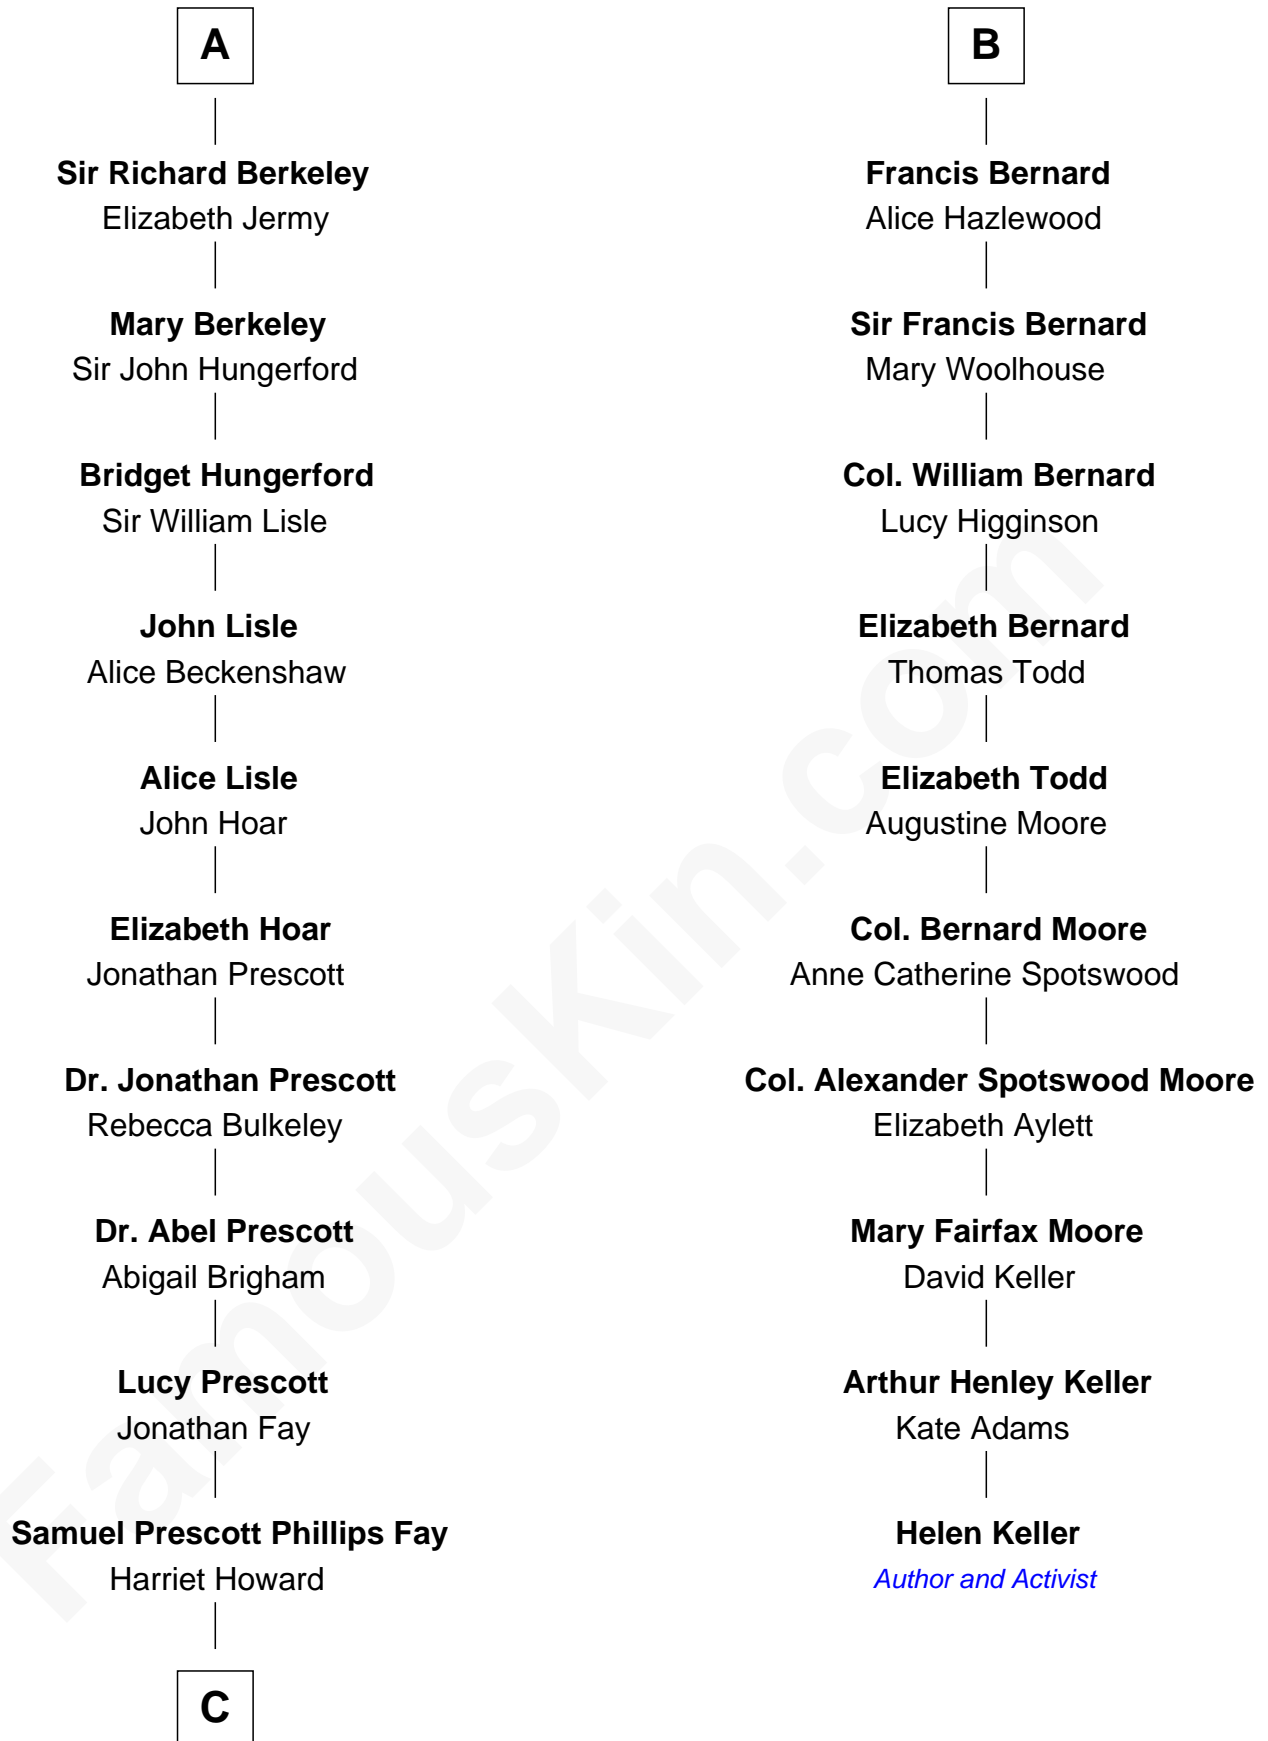 A
Sir Richard Berkeley
Elizabeth Jermy
Mary Berkeley
Sir John Hungerford
Bridget Hungerford
Sir William Lisle
John Lisle
Alice Beckenshaw
Alice Lisle
John Hoar
Elizabeth Hoar
Jonathan Prescott
Dr. Jonathan Prescott
Rebecca Bulkeley
Dr. Abel Prescott
Abigail Brigham
Lucy Prescott
Jonathan Fay
Samuel Prescott Phillips Fay
Harriet Howard
C
B
Francis Bernard
Alice Hazlewood
Sir Francis Bernard
Mary Woolhouse
Col. William Bernard
Lucy Higginson
Elizabeth Bernard
Thomas Todd
Elizabeth Todd
Augustine Moore
Col. Bernard Moore
Anne Catherine Spotswood
Col. Alexander Spotswood Moore
Elizabeth Aylett
Mary Fairfax Moore
David Keller
Arthur Henley Keller
Kate Adams
Helen Keller
Author and Activist
FamousKin.com